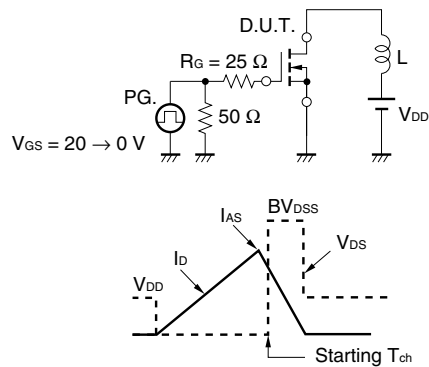 D.U.T.
RG = 25 Ω
L
PG.
50 Ω
VDD
VGS = 20 → 0 V
BVDSS
IAS
VDS
ID
VDD
Starting Tch